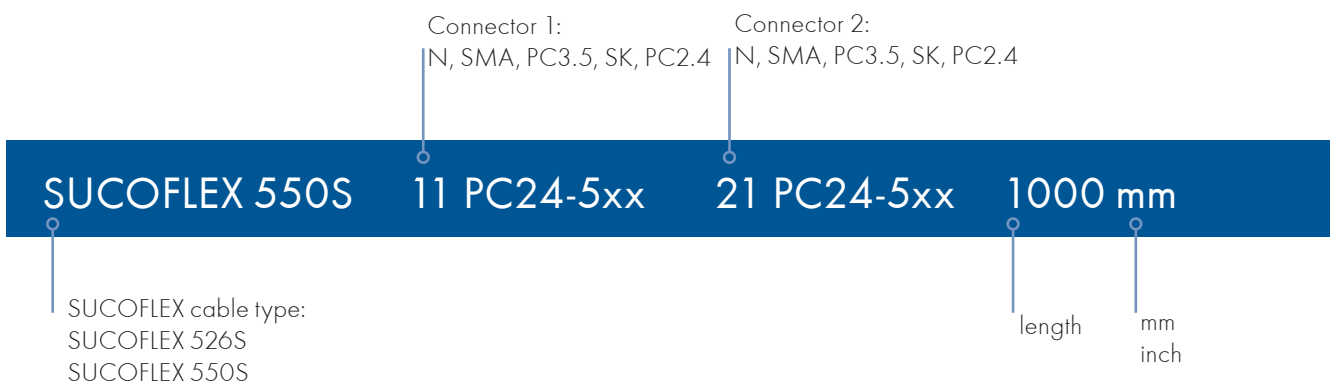 Connector 1:
N, SMA, PC3.5, SK, PC2.4
Connector 2:
N, SMA, PC3.5, SK, PC2.4
SUCOFLEX 550S 11 PC24-5xx 21 PC24-5xx 1000 mm
SUCOFLEX cable type:
SUCOFLEX 526S
SUCOFLEX 550S
length
mm
inch